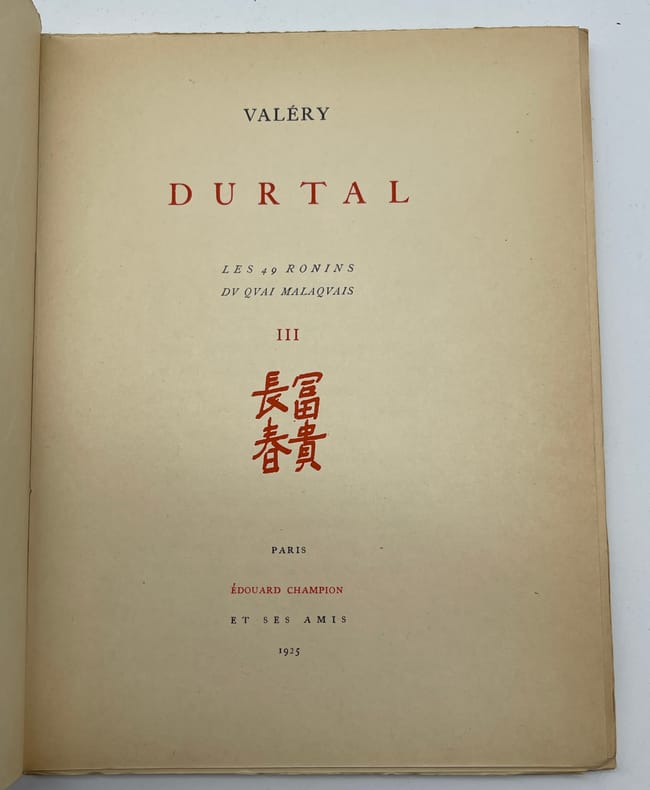 VALÉRY
DURTAL
LES 49 RONINS
DV QVAI MALAQVAIS
III
冨貴
長春
PARIS
ÉDOUARD CHAMPION
ET SES AMIS
1925